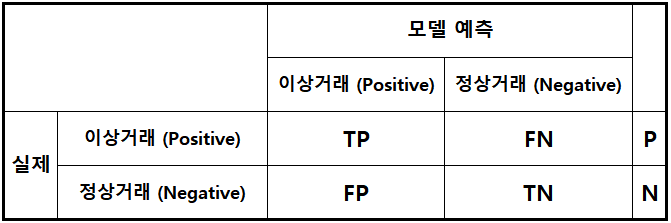 모델 예측
이상거래 (Positive) 정상거래 (Negative)
실제
이상거래 (Positive) TP FN P
정상거래 (Negative) FP TN N